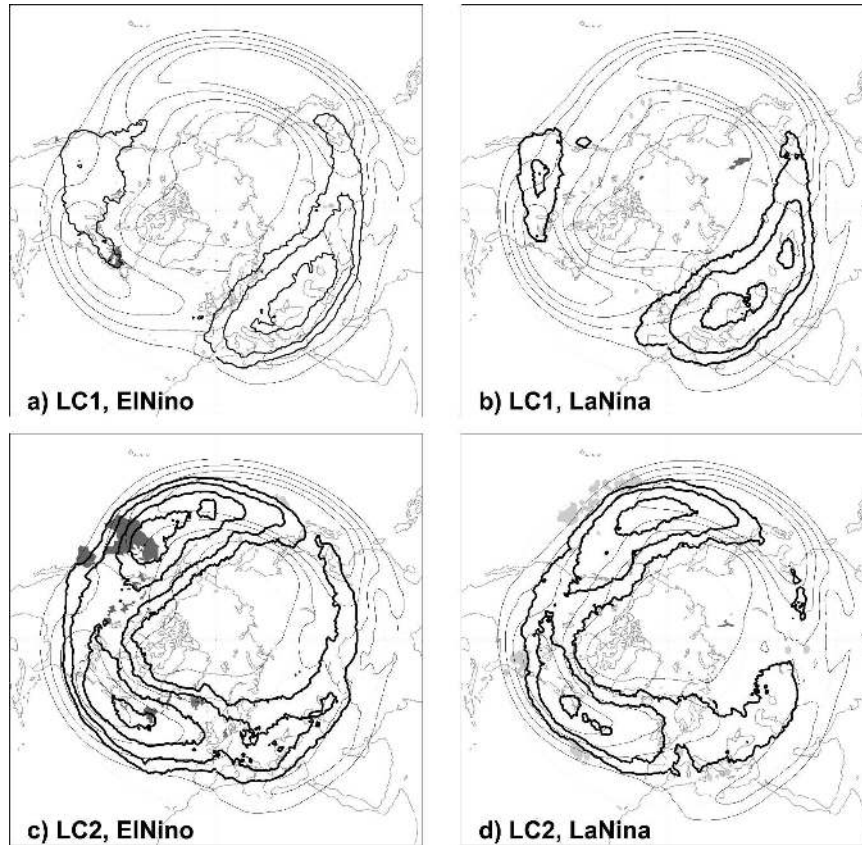 a) LC1, ElNino
b) LC1, LaNina
c) LC2, ElNino
d) LC2, LaNina